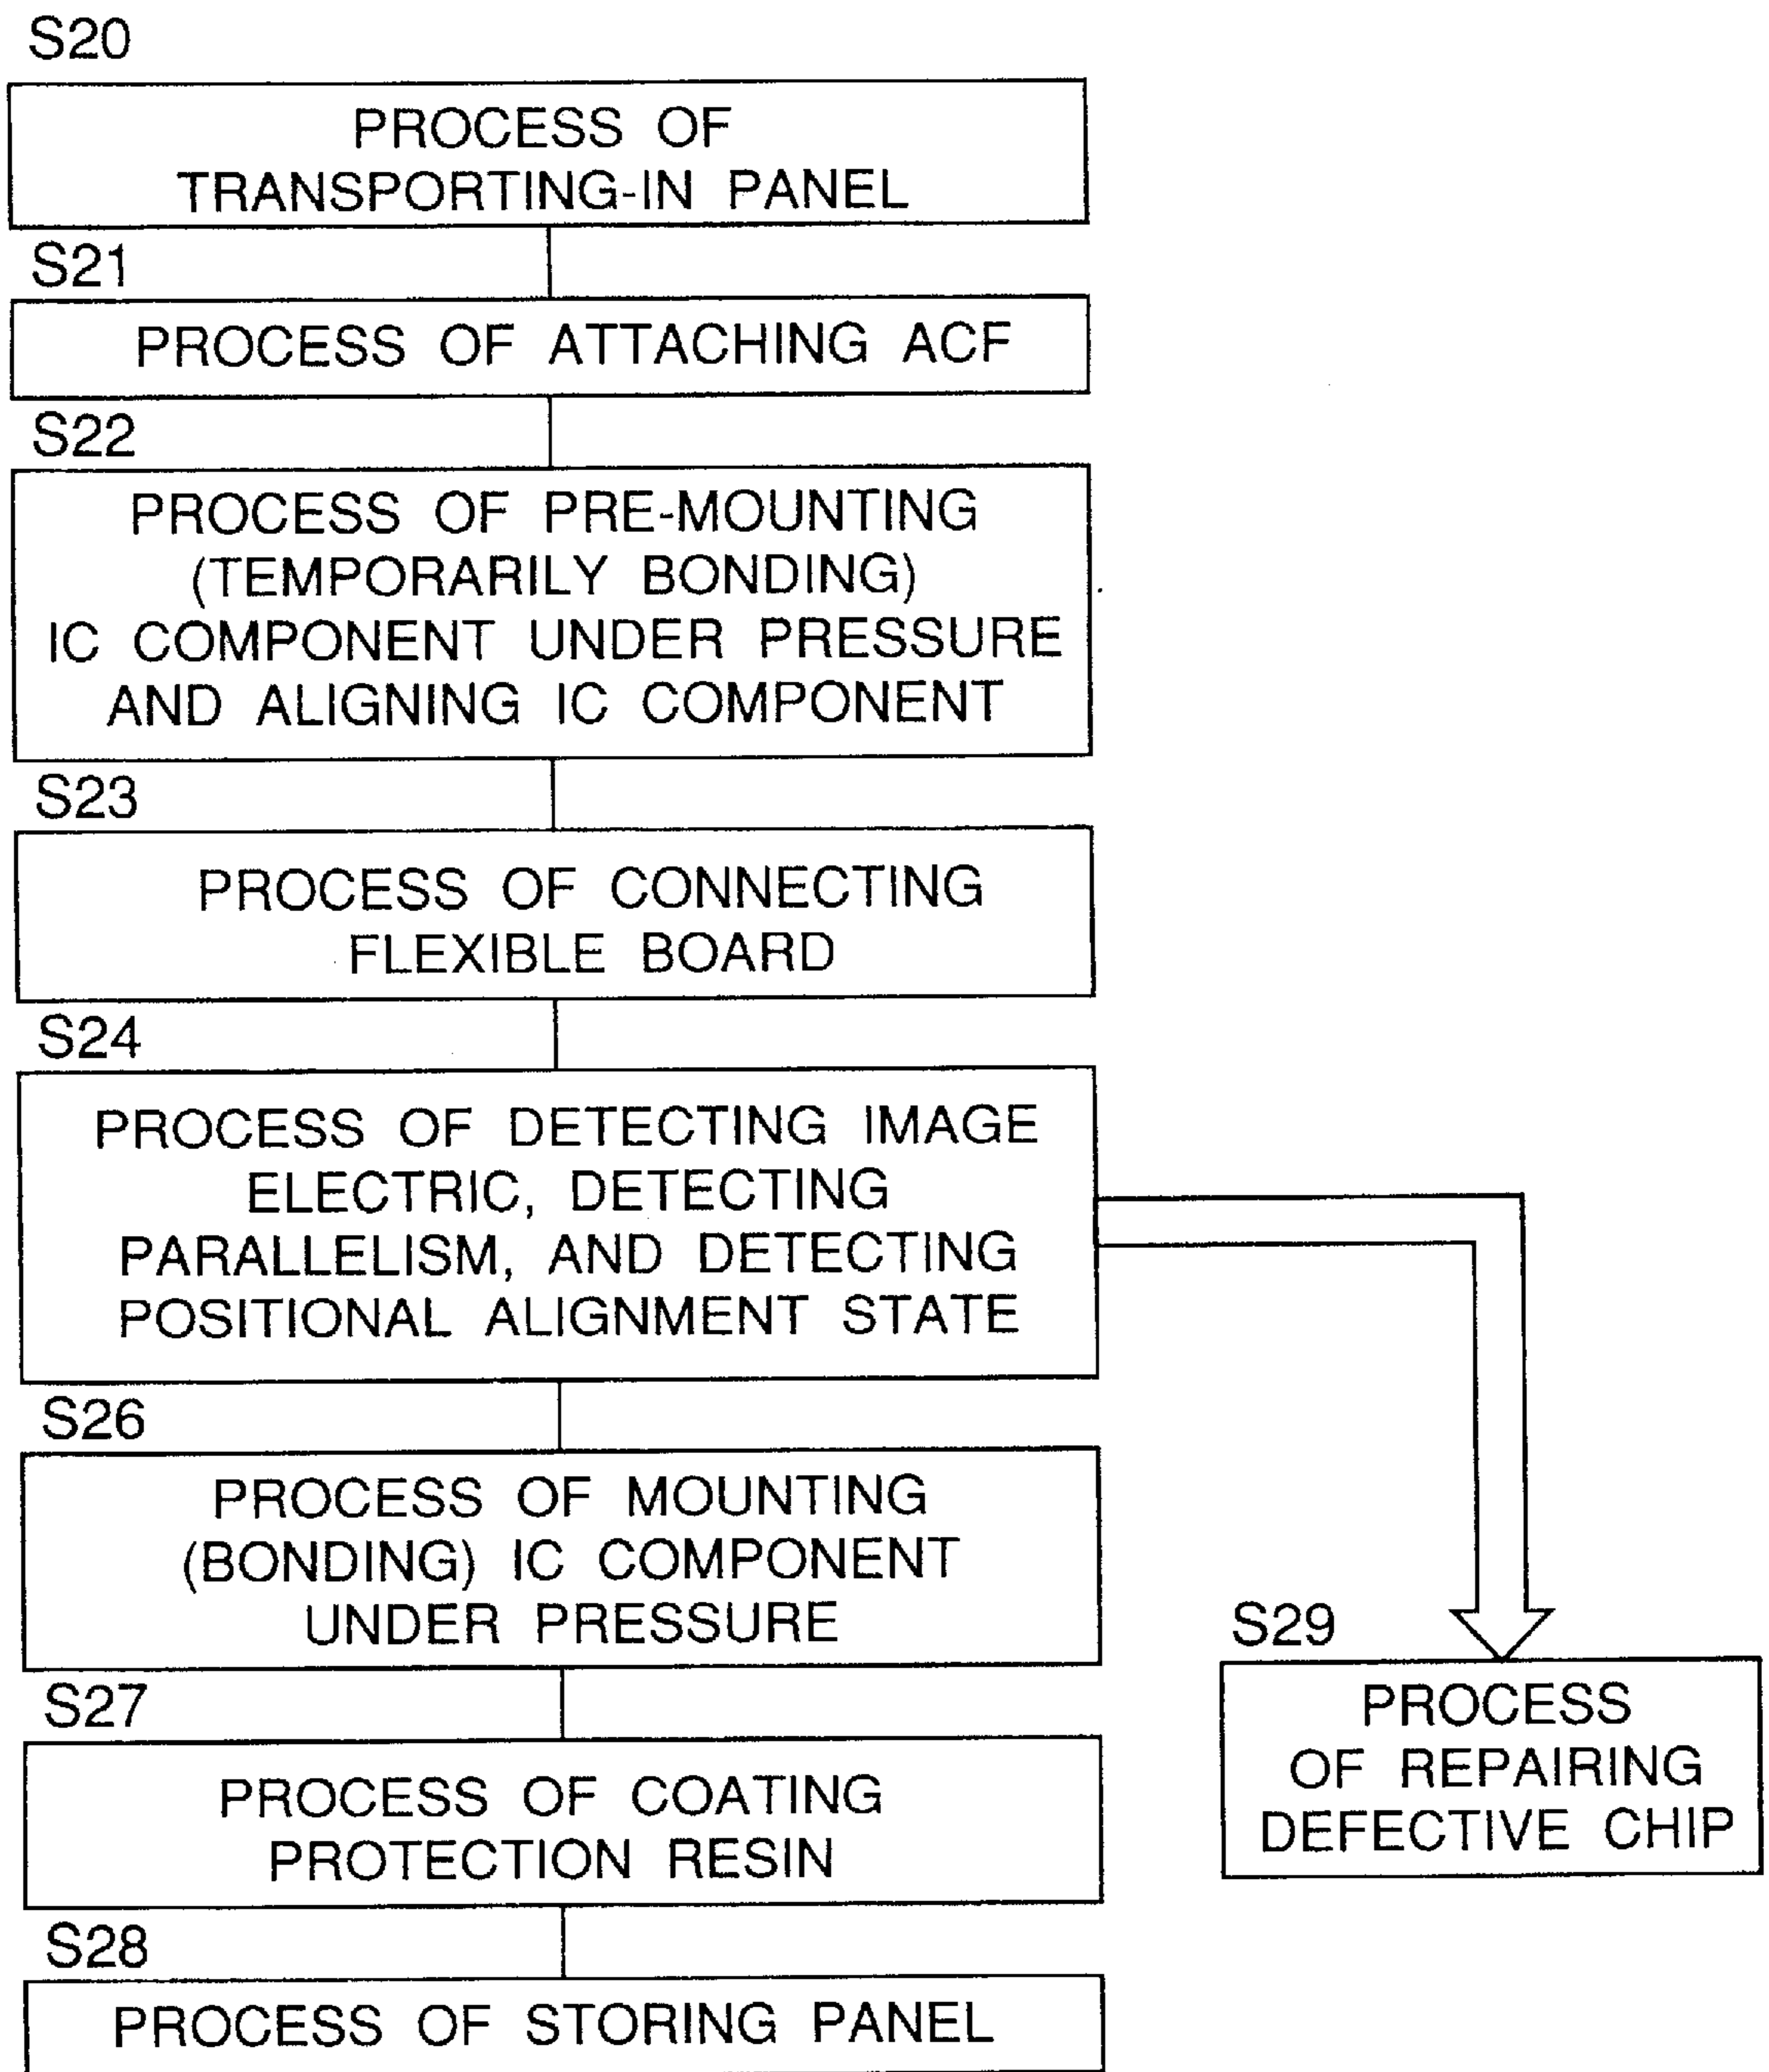 S20
PROCESS OF
TRANSPORTING-IN PANEL
S21
PROCESS OF ATTACHING ACF
S22
PROCESS OF PRE-MOUNTING
(TEMPORARILY BONDING)
IC COMPONENT UNDER PRESSURE
AND ALIGNING IC COMPONENT
S23
PROCESS OF CONNECTING
FLEXIBLE BOARD
S24
PROCESS OF DETECTING IMAGE
ELECTRIC, DETECTING
PARALLELISM, AND DETECTING
POSITIONAL ALIGNMENT STATE
S26
PROCESS OF MOUNTING
(BONDING) IC COMPONENT
UNDER PRESSURE
S27
PROCESS OF COATING
PROTECTION RESIN
S28
PROCESS OF STORING PANEL
S29
PROCESS
OF REPAIRING
DEFECTIVE CHIP